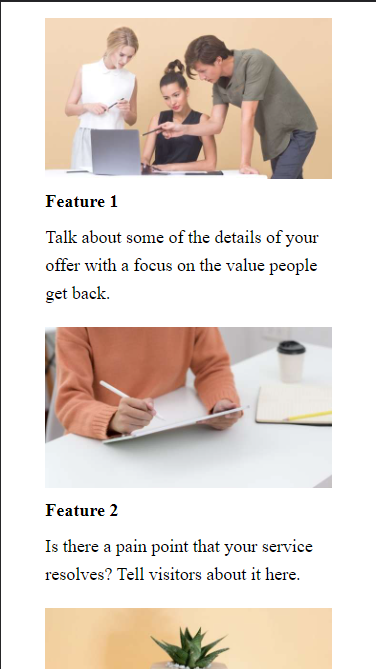 Feature 1
Talk about some of the details of your
offer with a focus on the value people
get back.
Feature 2
Is there a pain point that your service
resolves? Tell visitors about it here.